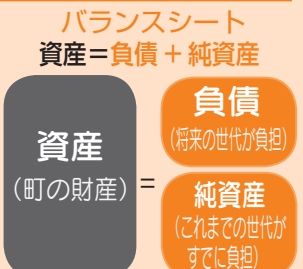 バランスシート
資産=負債+純資産
資産
(町の財産)
=
負債
(将来の世代が負担)
純資産
(これまでの世代が
すでに負担)